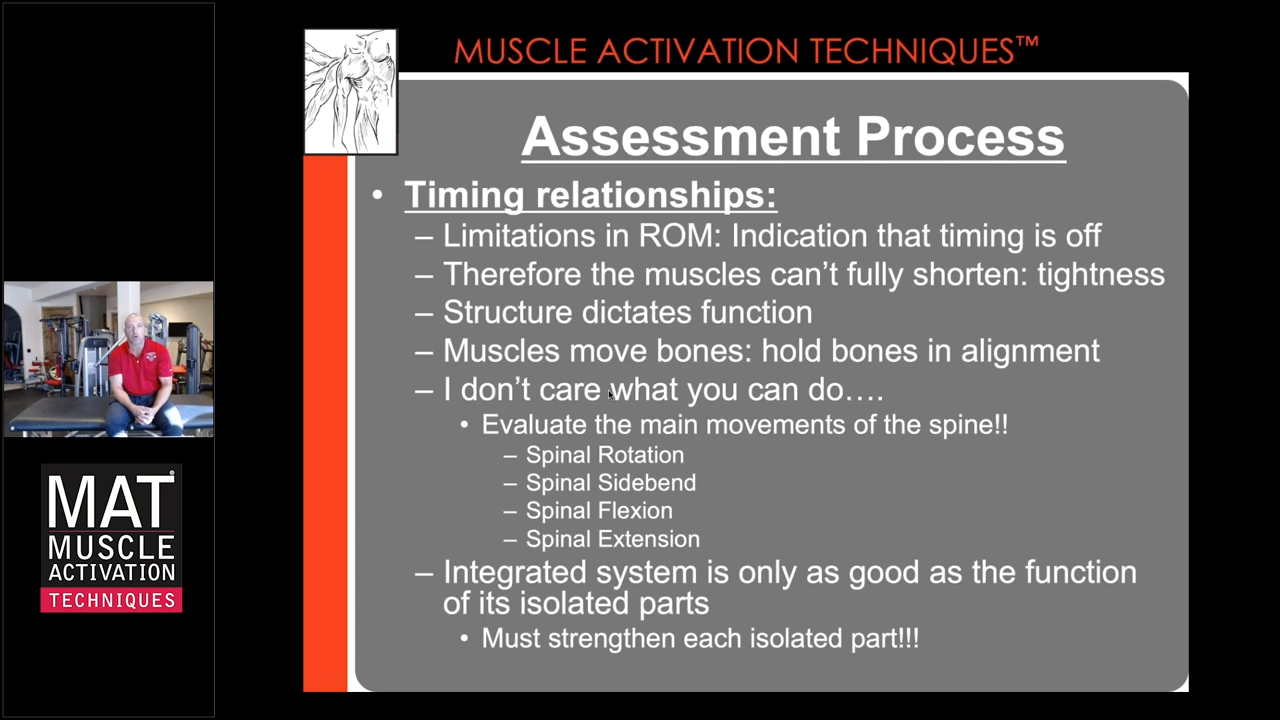 MUSCLE ACTIVATION TECHNIQUES™
Assessment Process
• Timing relationships:
– Limitations in ROM: Indication that timing is off
– Therefore the muscles can’t fully shorten: tightness
– Structure dictates function
– Muscles move bones: hold bones in alignment
– I don’t care what you can do….
• Evaluate the main movements of the spine!!
– Spinal Rotation
– Spinal Sidebend
– Spinal Flexion
– Spinal Extension
– Integrated system is only as good as the function
of its isolated parts
• Must strengthen each isolated part!!!
MAT®
MUSCLE
ACTIVATION
TECHNIQUES